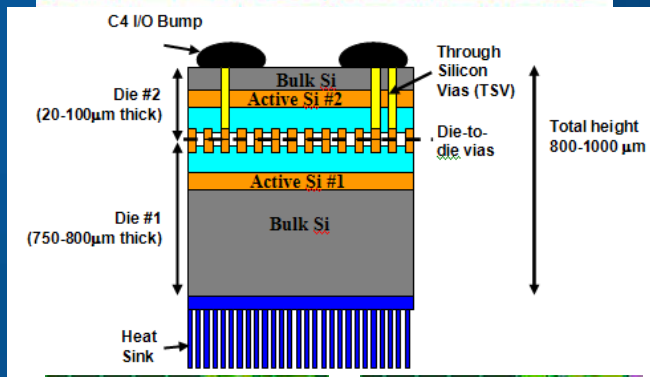 C4 I/O Bump
Bulk Si
Active Si #2
Through
Silicon
Vias (TSV)
Die #2
(20-100μm thick)
Die-to-
die vias
Total height
800-1000 μm
Active Si #1
Die #1
(750-800μm thick)
Bulk Si
Heat
Sink